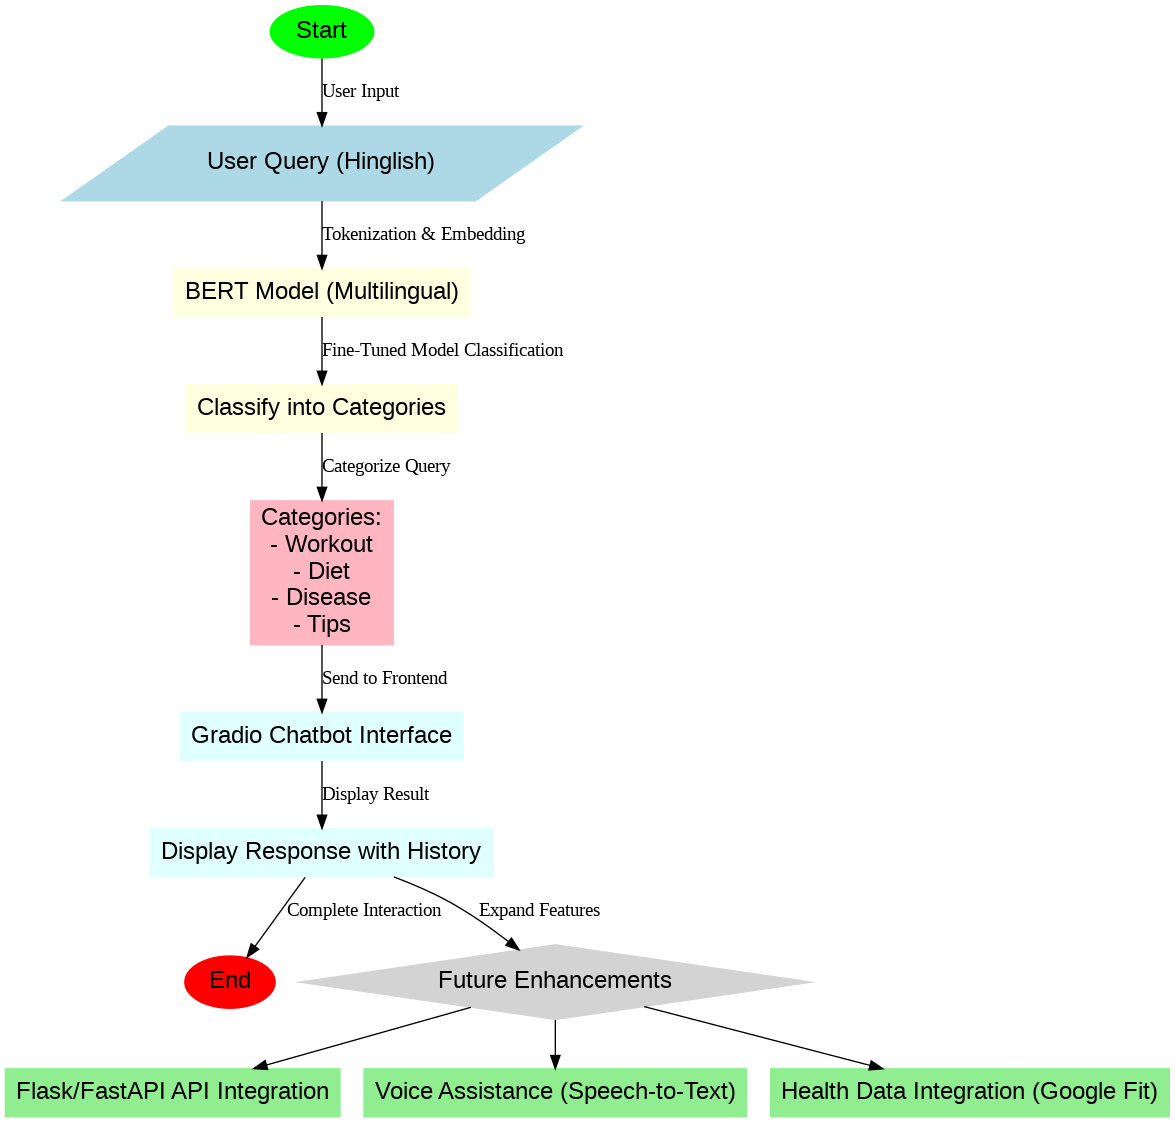 Start
User Input
User Query (Hinglish)
Tokenization & Embedding
BERT Model (Multilingual)
Fine-Tuned Model Classification
Classify into Categories
Categorize Query
Categories:
- Workout
- Diet
- Disease
- Tips
Send to Frontend
Gradio Chatbot Interface
Display Result
Display Response with History
Complete Interaction
Expand Features
End
Future Enhancements
Flask/FastAPI API Integration
Voice Assistance (Speech-to-Text)
Health Data Integration (Google Fit)